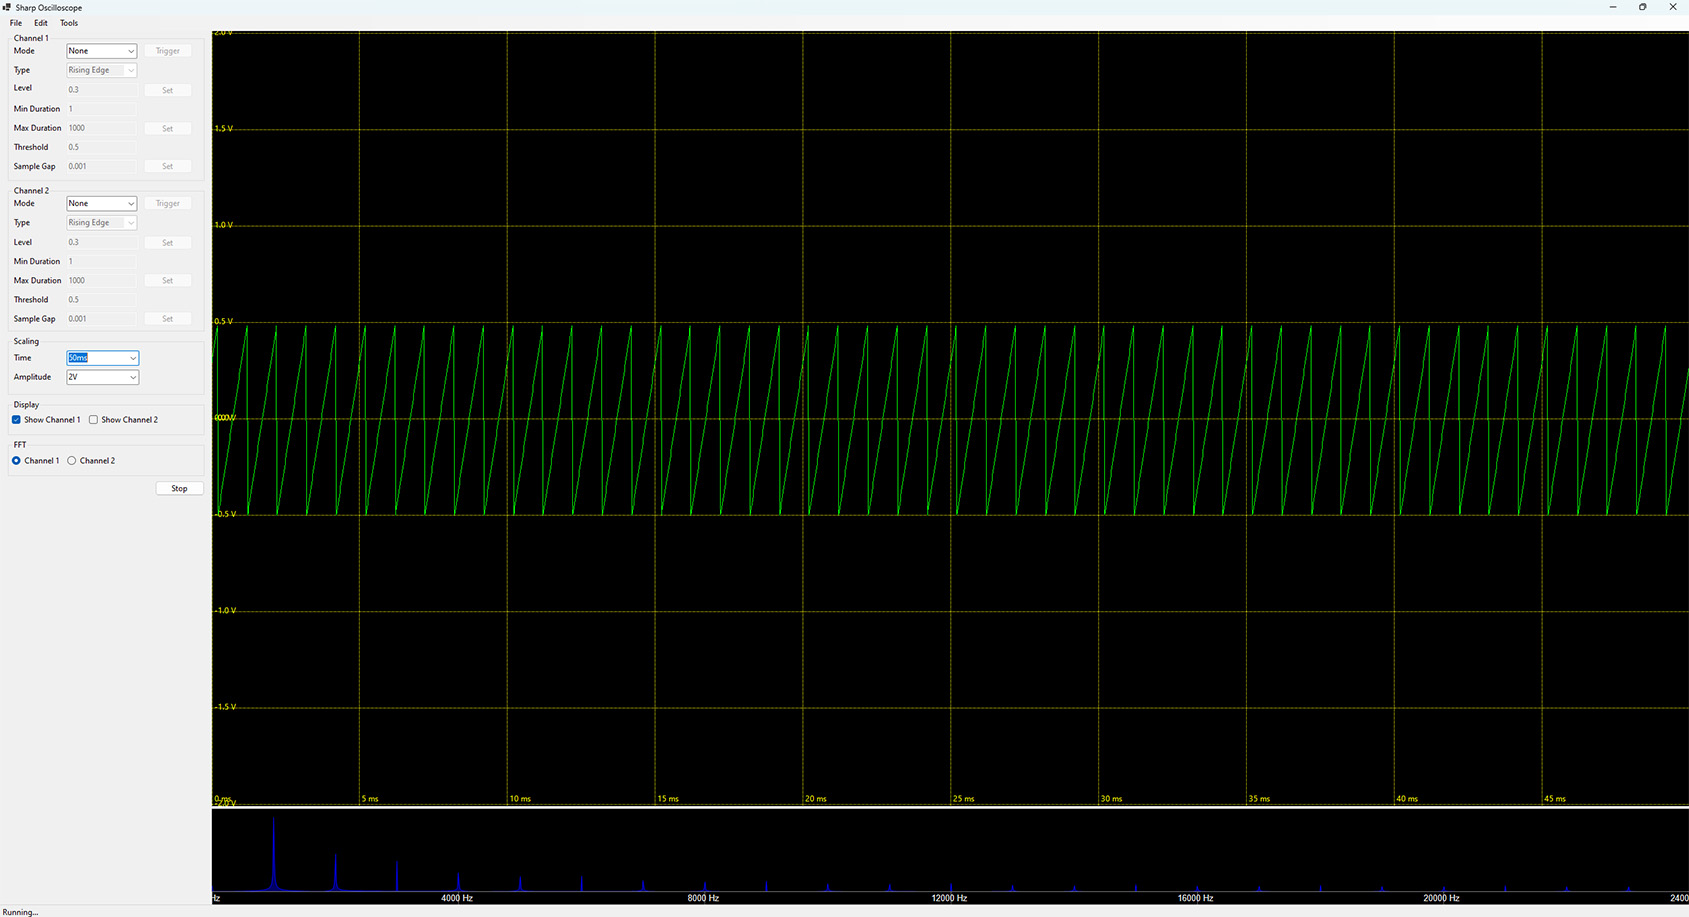 Sharp Oscilloscope
File Edit Tools
Channel 1
Mode None Trigger
Type Rising Edge
Level 0.3 Set
Min Duration 1
Max Duration 1000 Set
Threshold 0.5
Sample Gap 0.001 Set
Channel 2
Mode None Trigger
Type Rising Edge
Level 0.3 Set
Min Duration 1
Max Duration 1000 Set
Threshold 0.5
Sample Gap 0.001 Set
Scaling
Time 50ms
Amplitude 2V
Display
Show Channel 1 Show Channel 2
FFT
Channel 1 Channel 2
Stop
2.0 V
1.5 V
1.0 V
0.5 V
-0.5 V
-1.0 V
-1.5 V
5 ms 10 ms 15 ms 20 ms 25 ms 30 ms 35 ms 40 ms 45 ms
Hz 4000 Hz 8000 Hz 12000 Hz 16000 Hz 20000 Hz 2400
Running...